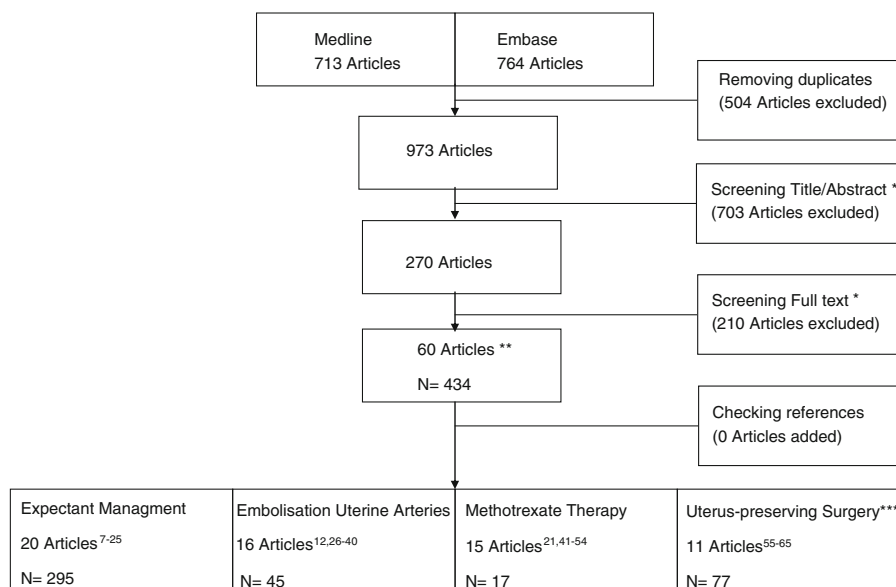 Medline
713 Articles
Embase
764 Articles
Removing duplicates
(504 Articles excluded)
973 Articles
Screening Title/Abstract *
(703 Articles excluded)
270 Articles
Screening Full text *
(210 Articles excluded)
60 Articles **
N= 434
Checking references
(0 Articles added)
Expectant Managment
20 Articles7-25
N= 295
Embolisation Uterine Arteries
16 Articles12,26-40
N= 45
Methotrexate Therapy
15 Articles21,41-54
N= 17
Uterus-preserving Surgery***
11 Articles55-65
N= 77